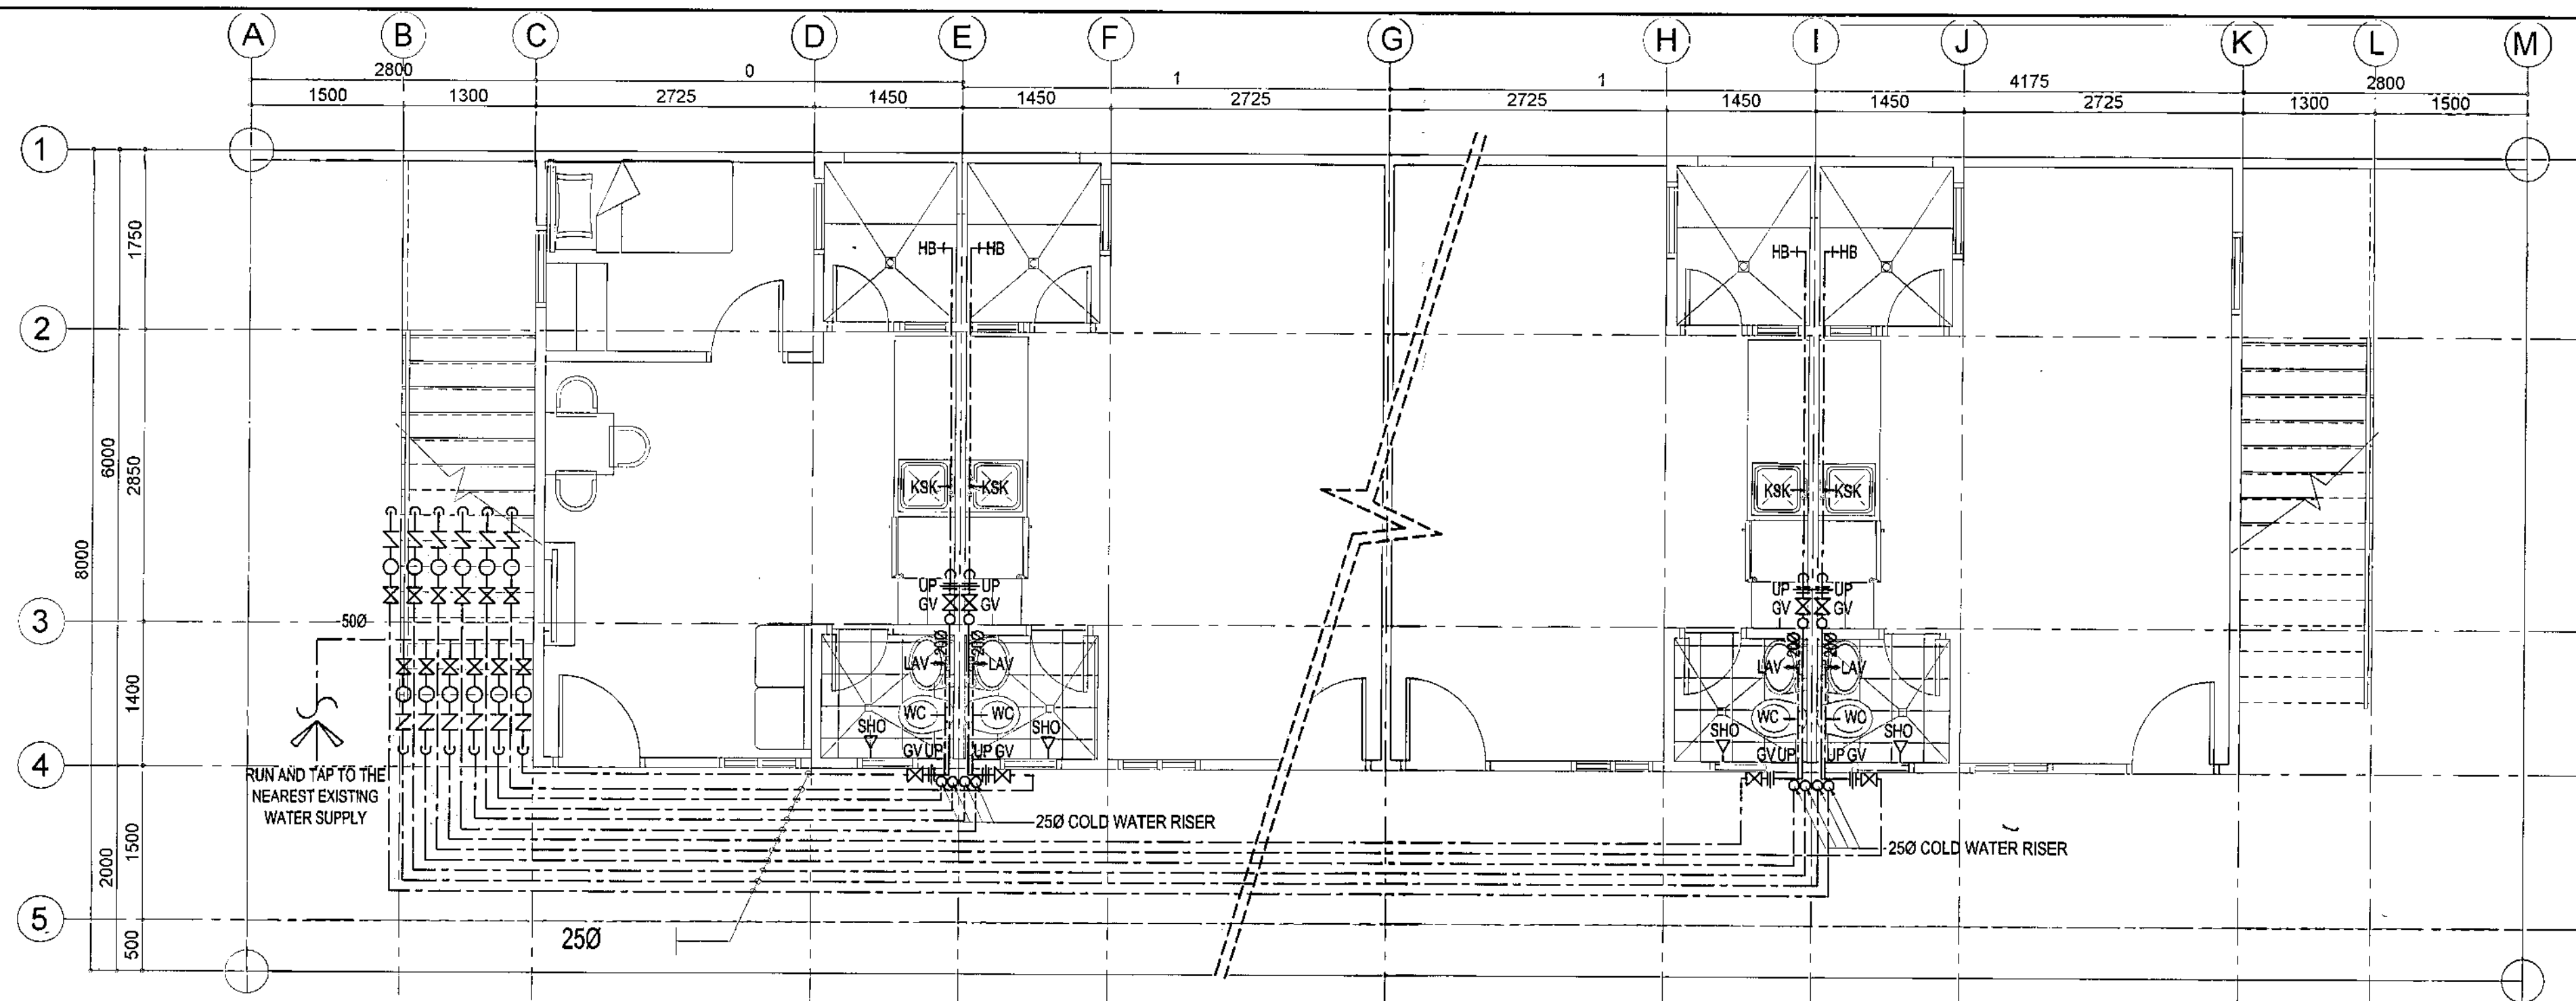 A B C D E F G H I J K L M
2800 0 1 1 4175 2800
1500 1300 2725 1450 1450 2725 2725 1450 1450 2725 1300 1500
1
2
3
4
5
1750
2850
1400
1500
500
6000
2000
8000
HB HB HB HB
KSK KSK KSK KSK
UP UP UP UP
GV GV GV GV
50Ø
20Ø 20Ø 20Ø 20Ø
LAV LAV LAV LAV
WC WC WC WC
SHO SHO SHO SHO
GV UP UP GV GV UP UP GV
RUN AND TAP TO THE
NEAREST EXISTING
WATER SUPPLY
25Ø COLD WATER RISER
25Ø COLD WATER RISER
25Ø